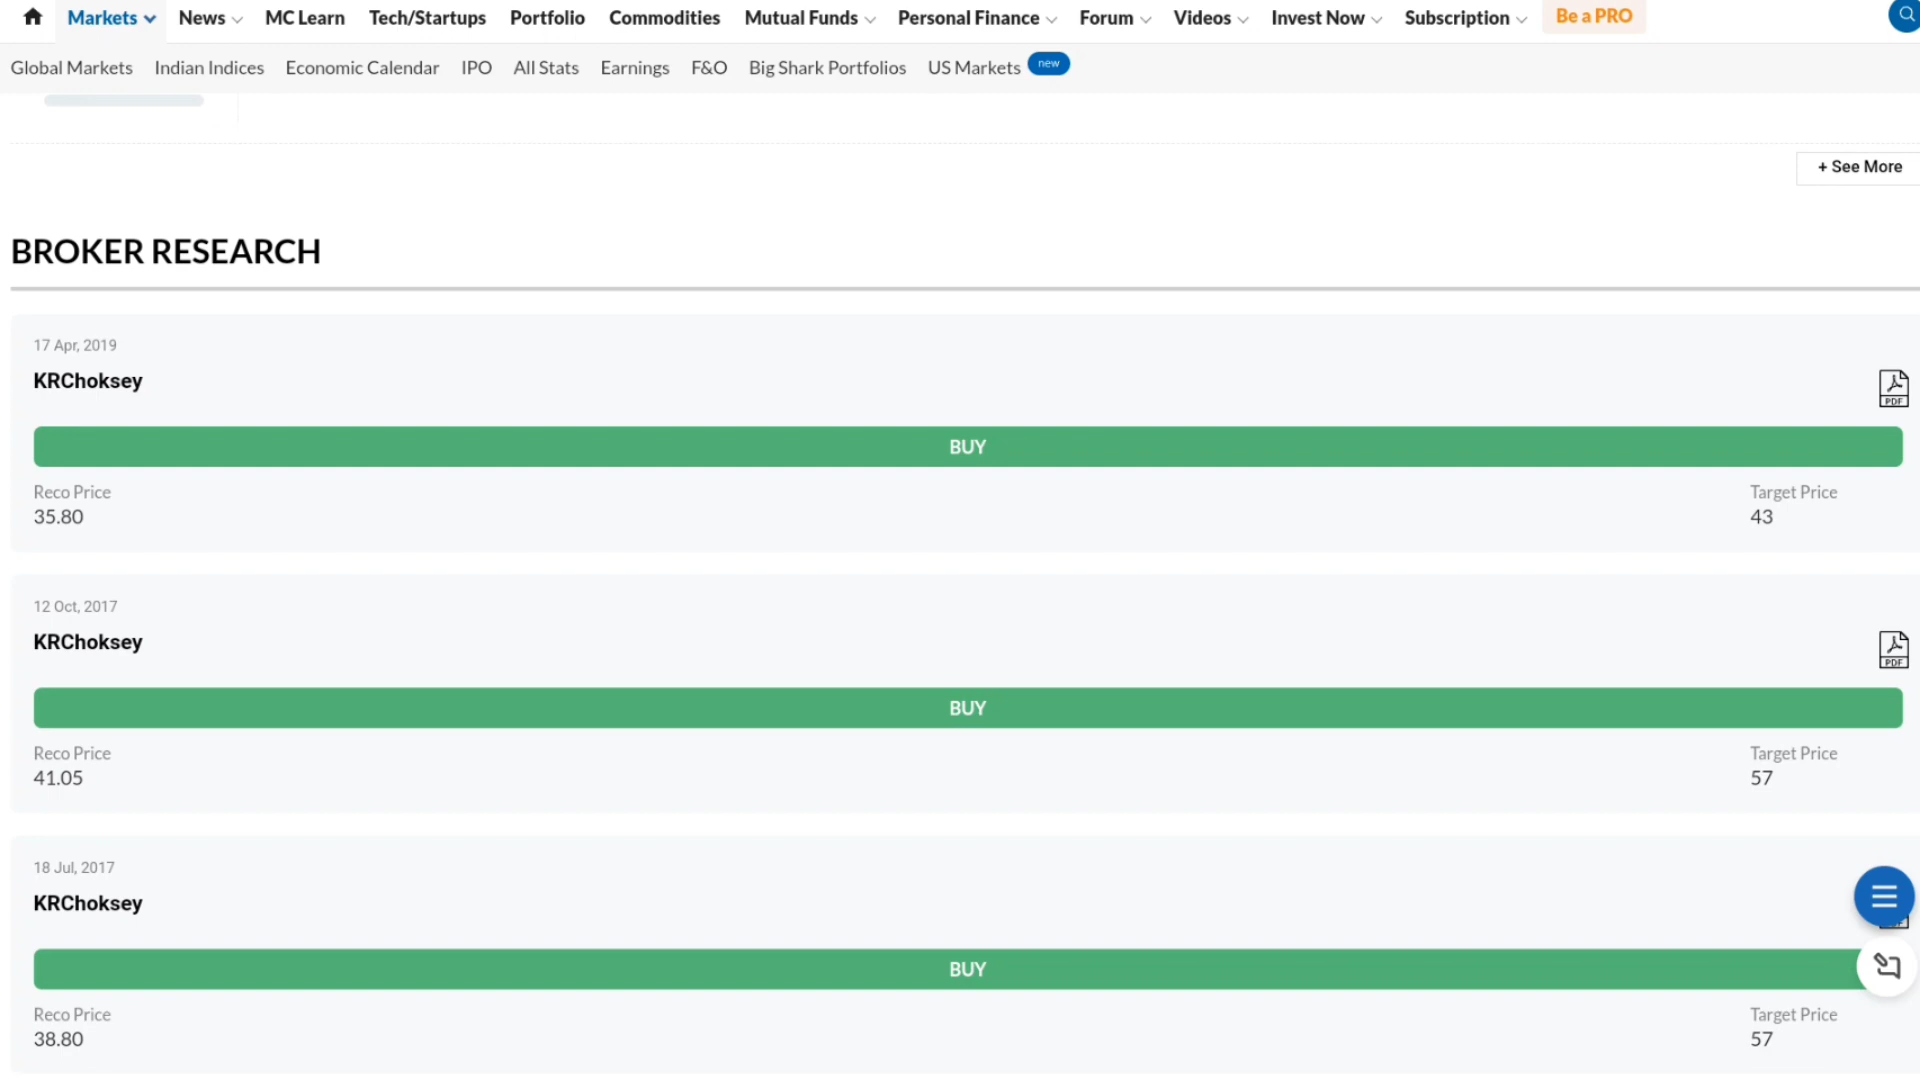 Markets News MC Learn Tech/Startups Portfolio Commodities Mutual Funds Personal Finance Forum Videos Invest Now Subscription Be a PRO
Global Markets Indian Indices Economic Calendar IPO All Stats Earnings F&O Big Shark Portfolios US Markets new
+ See More
BROKER RESEARCH
17 Apr, 2019
KRChoksey
PDF
BUY
Reco Price Target Price
35.80 43
12 Oct, 2017
KRChoksey
PDF
BUY
Reco Price Target Price
41.05 57
18 Jul, 2017
KRChoksey
BUY
Reco Price Target Price
38.80 57